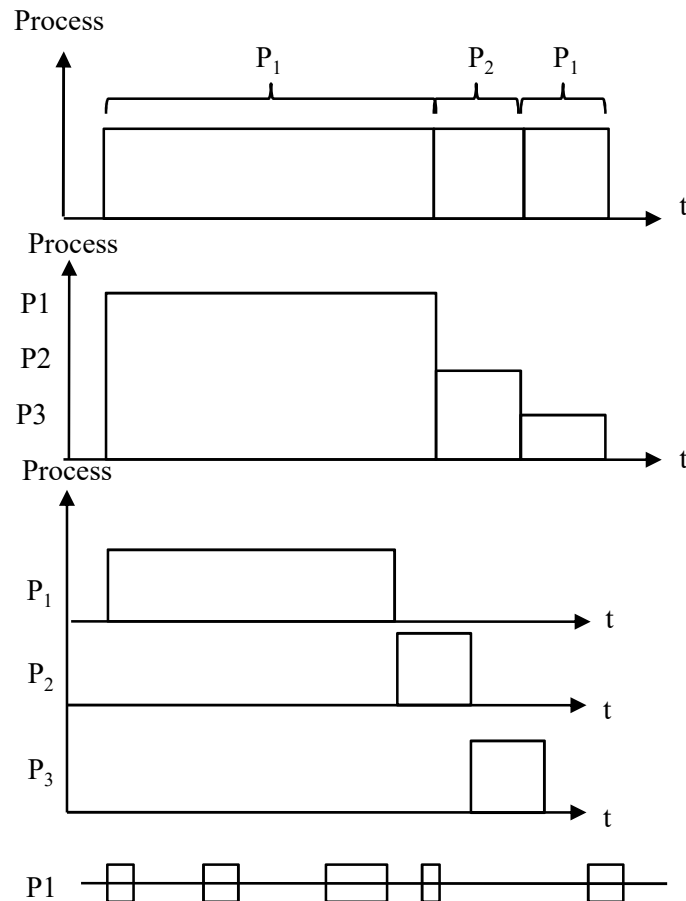 Process
P₁ P₂ P₁
t
Process
P1
P2
P3
t
Process
P₁
t
P₂
t
P₃
t
P1